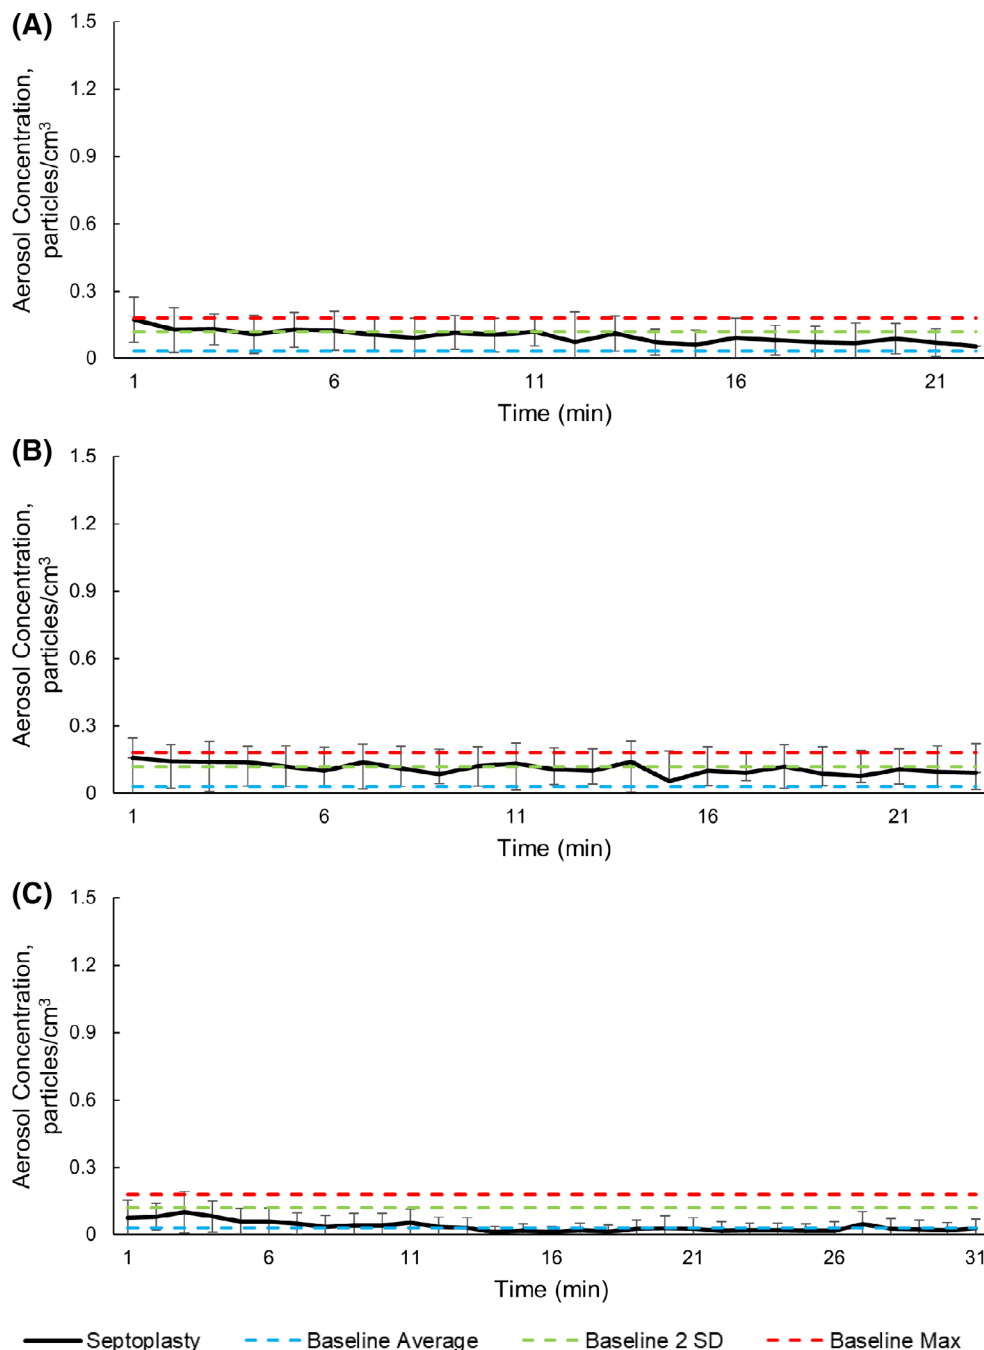 (A)
Aerosol Concentration,
particles/cm³
1.5
1.2
0.9
0.6
0.3
0
1 6 11 16 21
Time (min)
(B)
Aerosol Concentration,
particles/cm³
1.5
1.2
0.9
0.6
0.3
0
1 6 11 16 21
Time (min)
(C)
Aerosol Concentration,
particles/cm³
1.5
1.2
0.9
0.6
0.3
0
1 6 11 16 21 26 31
Time (min)
Septoplasty Baseline Average Baseline 2 SD Baseline Max